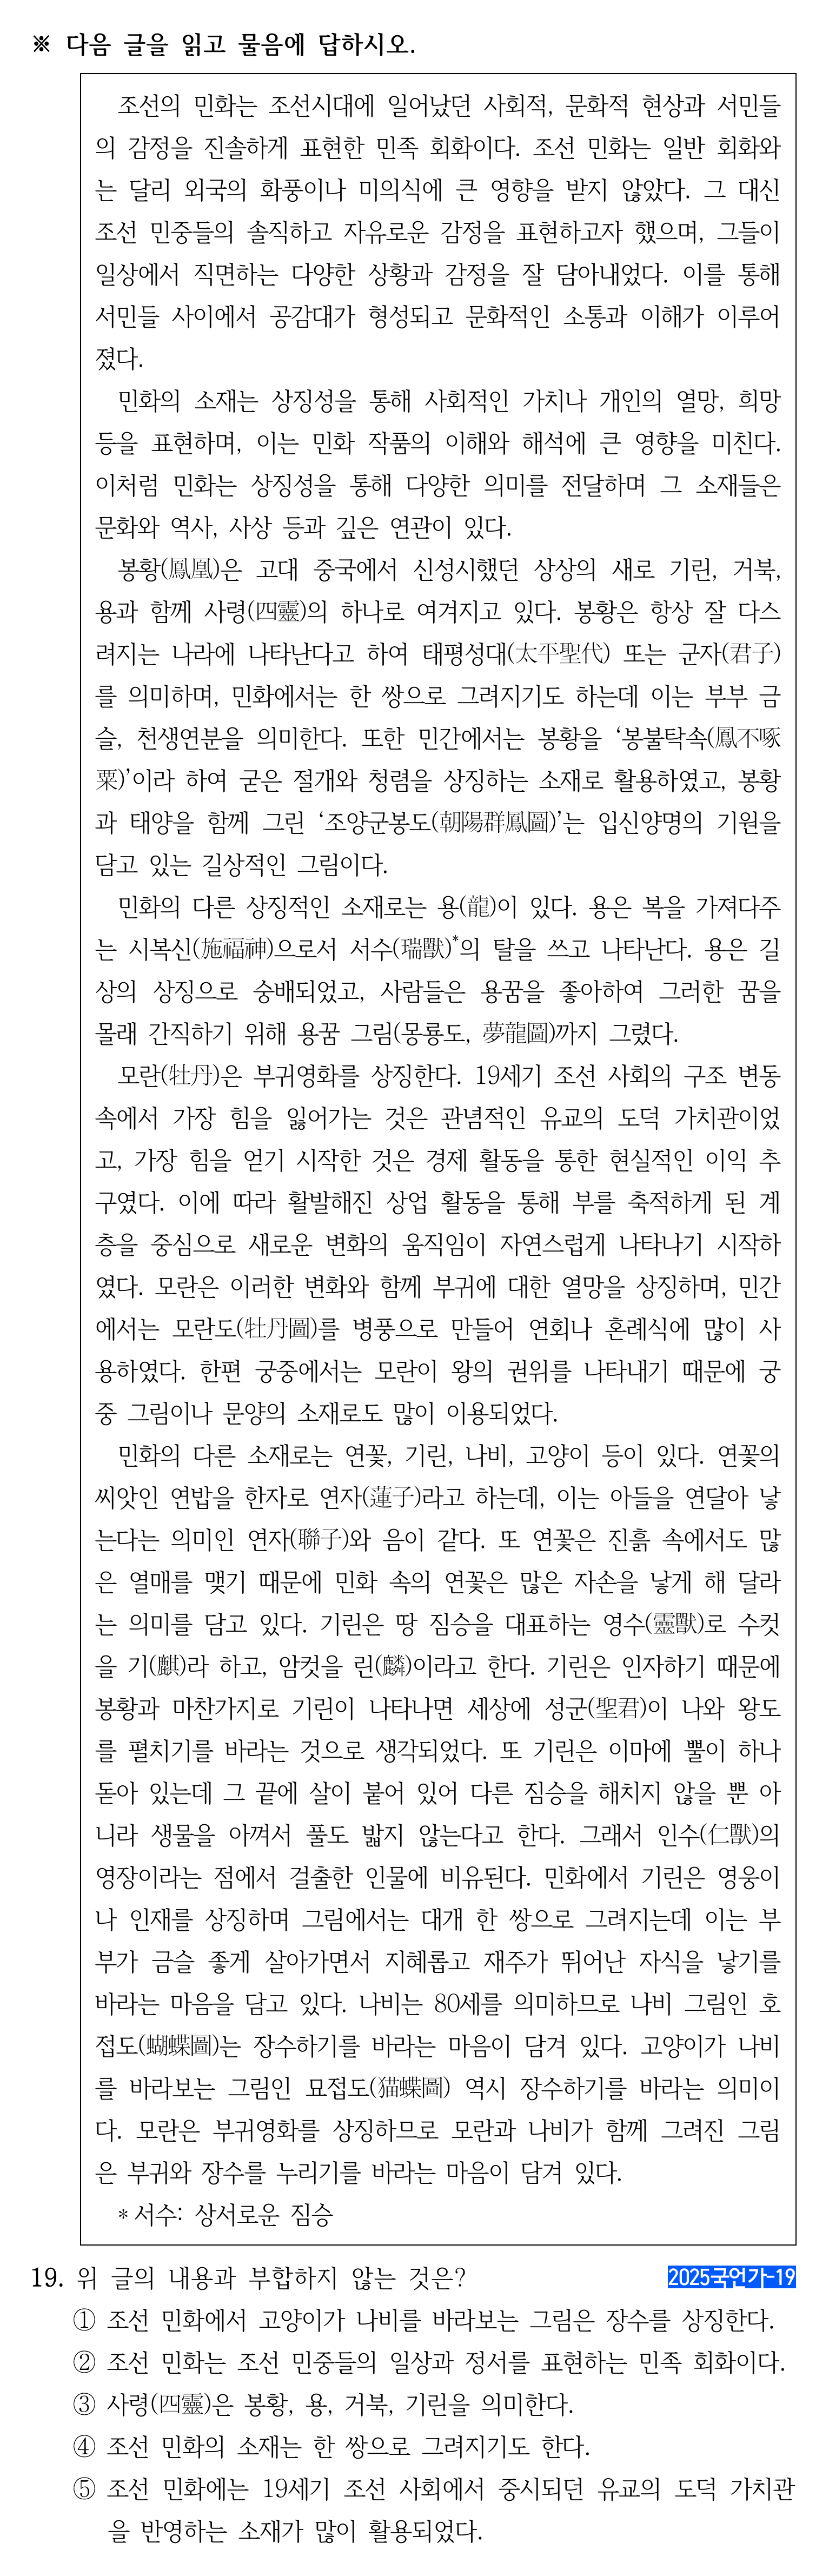 ※ 다음 글을 읽고 물음에 답하시오.
조선의 민화는 조선시대에 일어났던 사회적, 문화적 현상과 서민들
의 감정을 진솔하게 표현한 민족 회화이다. 조선 민화는 일반 회화와
는 달리 외국의 화풍이나 미의식에 큰 영향을 받지 않았다. 그 대신
조선 민중들의 솔직하고 자유로운 감정을 표현하고자 했으며, 그들이
일상에서 직면하는 다양한 상황과 감정을 잘 담아내었다. 이를 통해
서민들 사이에서 공감대가 형성되고 문화적인 소통과 이해가 이루어
졌다.
민화의 소재는 상징성을 통해 사회적인 가치나 개인의 열망, 희망
등을 표현하며, 이는 민화 작품의 이해와 해석에 큰 영향을 미친다.
이처럼 민화는 상징성을 통해 다양한 의미를 전달하며 그 소재들은
문화와 역사, 사상 등과 깊은 연관이 있다.
봉황(鳳凰)은 고대 중국에서 신성시했던 상상의 새로 기린, 거북,
용과 함께 사령(四靈)의 하나로 여겨지고 있다. 봉황은 항상 잘 다스
려지는 나라에 나타난다고 하여 태평성대(太平聖代) 또는 군자(君子)
를 의미하며, 민화에서는 한 쌍으로 그려지기도 하는데 이는 부부 금
슬, 천생연분을 의미한다. 또한 민간에서는 봉황을 ‘봉불탁속(鳳不啄
粟)’이라 하여 굳은 절개와 청렴을 상징하는 소재로 활용하였고, 봉황
과 태양을 함께 그린 ‘조양군봉도(朝陽群鳳圖)’는 입신양명의 기원을
담고 있는 길상적인 그림이다.
민화의 다른 상징적인 소재로는 용(龍)이 있다. 용은 복을 가져다주
는 시복신(施福神)으로서 서수(瑞獸)*의 탈을 쓰고 나타난다. 용은 길
상의 상징으로 숭배되었고, 사람들은 용꿈을 좋아하여 그러한 꿈을
몰래 간직하기 위해 용꿈 그림(몽룡도, 夢龍圖)까지 그렸다.
모란(牡丹)은 부귀영화를 상징한다. 19세기 조선 사회의 구조 변동
속에서 가장 힘을 잃어가는 것은 관념적인 유교의 도덕 가치관이었
고, 가장 힘을 얻기 시작한 것은 경제 활동을 통한 현실적인 이익 추
구였다. 이에 따라 활발해진 상업 활동을 통해 부를 축적하게 된 계
층을 중심으로 새로운 변화의 움직임이 자연스럽게 나타나기 시작하
였다. 모란은 이러한 변화와 함께 부귀에 대한 열망을 상징하며, 민간
에서는 모란도(牡丹圖)를 병풍으로 만들어 연회나 혼례식에 많이 사
용하였다. 한편 궁중에서는 모란이 왕의 권위를 나타내기 때문에 궁
중 그림이나 문양의 소재로도 많이 이용되었다.
민화의 다른 소재로는 연꽃, 기린, 나비, 고양이 등이 있다. 연꽃의
씨앗인 연밥을 한자로 연자(蓮子)라고 하는데, 이는 아들을 연달아 낳
는다는 의미인 연자(聯子)와 음이 같다. 또 연꽃은 진흙 속에서도 많
은 열매를 맺기 때문에 민화 속의 연꽃은 많은 자손을 낳게 해 달라
는 의미를 담고 있다. 기린은 땅 짐승을 대표하는 영수(靈獸)로 수컷
을 기(麒)라 하고, 암컷을 린(麟)이라고 한다. 기린은 인자하기 때문에
봉황과 마찬가지로 기린이 나타나면 세상에 성군(聖君)이 나와 왕도
를 펼치기를 바라는 것으로 생각되었다. 또 기린은 이마에 뿔이 하나
돋아 있는데 그 끝에 살이 붙어 있어 다른 짐승을 해치지 않을 뿐 아
니라 생물을 아껴서 풀도 밟지 않는다고 한다. 그래서 인수(仁獸)의
영장이라는 점에서 걸출한 인물에 비유된다. 민화에서 기린은 영웅이
나 인재를 상징하며 그림에서는 대개 한 쌍으로 그려지는데 이는 부
부가 금슬 좋게 살아가면서 지혜롭고 재주가 뛰어난 자식을 낳기를
바라는 마음을 담고 있다. 나비는 80세를 의미하므로 나비 그림인 호
접도(蝴蝶圖)는 장수하기를 바라는 마음이 담겨 있다. 고양이가 나비
를 바라보는 그림인 묘접도(猫蝶圖) 역시 장수하기를 바라는 의미이
다. 모란은 부귀영화를 상징하므로 모란과 나비가 함께 그려진 그림
은 부귀와 장수를 누리기를 바라는 마음이 담겨 있다.
* 서수: 상서로운 짐승
19. 위 글의 내용과 부합하지 않는 것은? 2025국언가-19
① 조선 민화에서 고양이가 나비를 바라보는 그림은 장수를 상징한다.
② 조선 민화는 조선 민중들의 일상과 정서를 표현하는 민족 회화이다.
③ 사령(四靈)은 봉황, 용, 거북, 기린을 의미한다.
④ 조선 민화의 소재는 한 쌍으로 그려지기도 한다.
⑤ 조선 민화에는 19세기 조선 사회에서 중시되던 유교의 도덕 가치관
을 반영하는 소재가 많이 활용되었다.